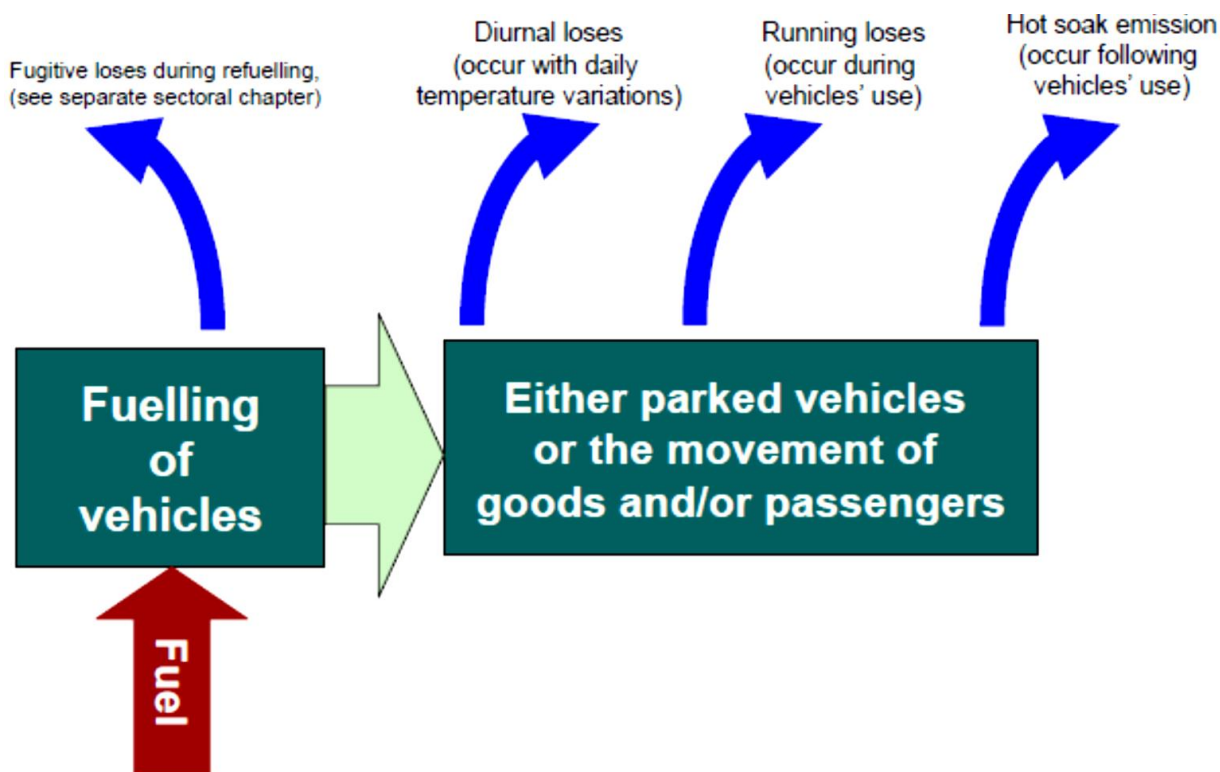 Fugitive loses during refuelling,
(see separate sectoral chapter)
Diurnal loses
(occur with daily
temperature variations)
Running loses
(occur during
vehicles' use)
Hot soak emission
(occur following
vehicles' use)
Fuelling
of
vehicles
Either parked vehicles
or the movement of
goods and/or passengers
Fuel